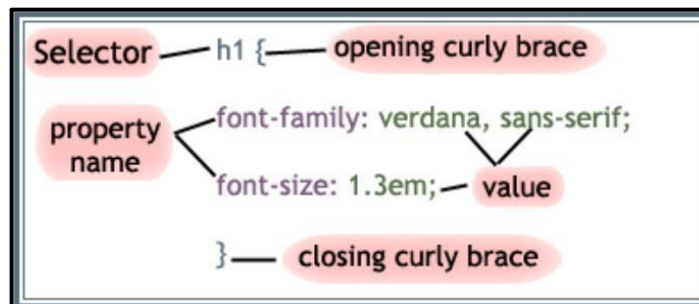 Selector h1 { opening curly brace
property name
font-family: verdana, sans-serif;
font-size: 1.3em; value
} closing curly brace